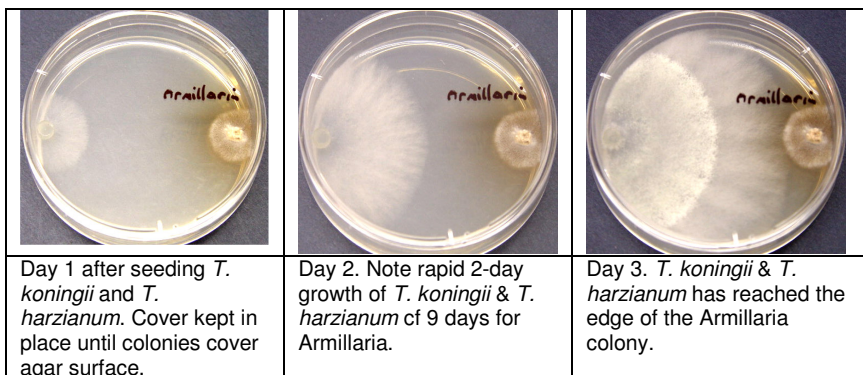 Armillaria
Armillaria
Armillaria
Day 1 after seeding T.
koningii and T.
harzianum. Cover kept in
place until colonies cover
agar surface.
Day 2. Note rapid 2-day
growth of T. koningii & T.
harzianum cf 9 days for
Armillaria.
Day 3. T. koningii & T.
harzianum has reached the
edge of the Armillaria
colony.